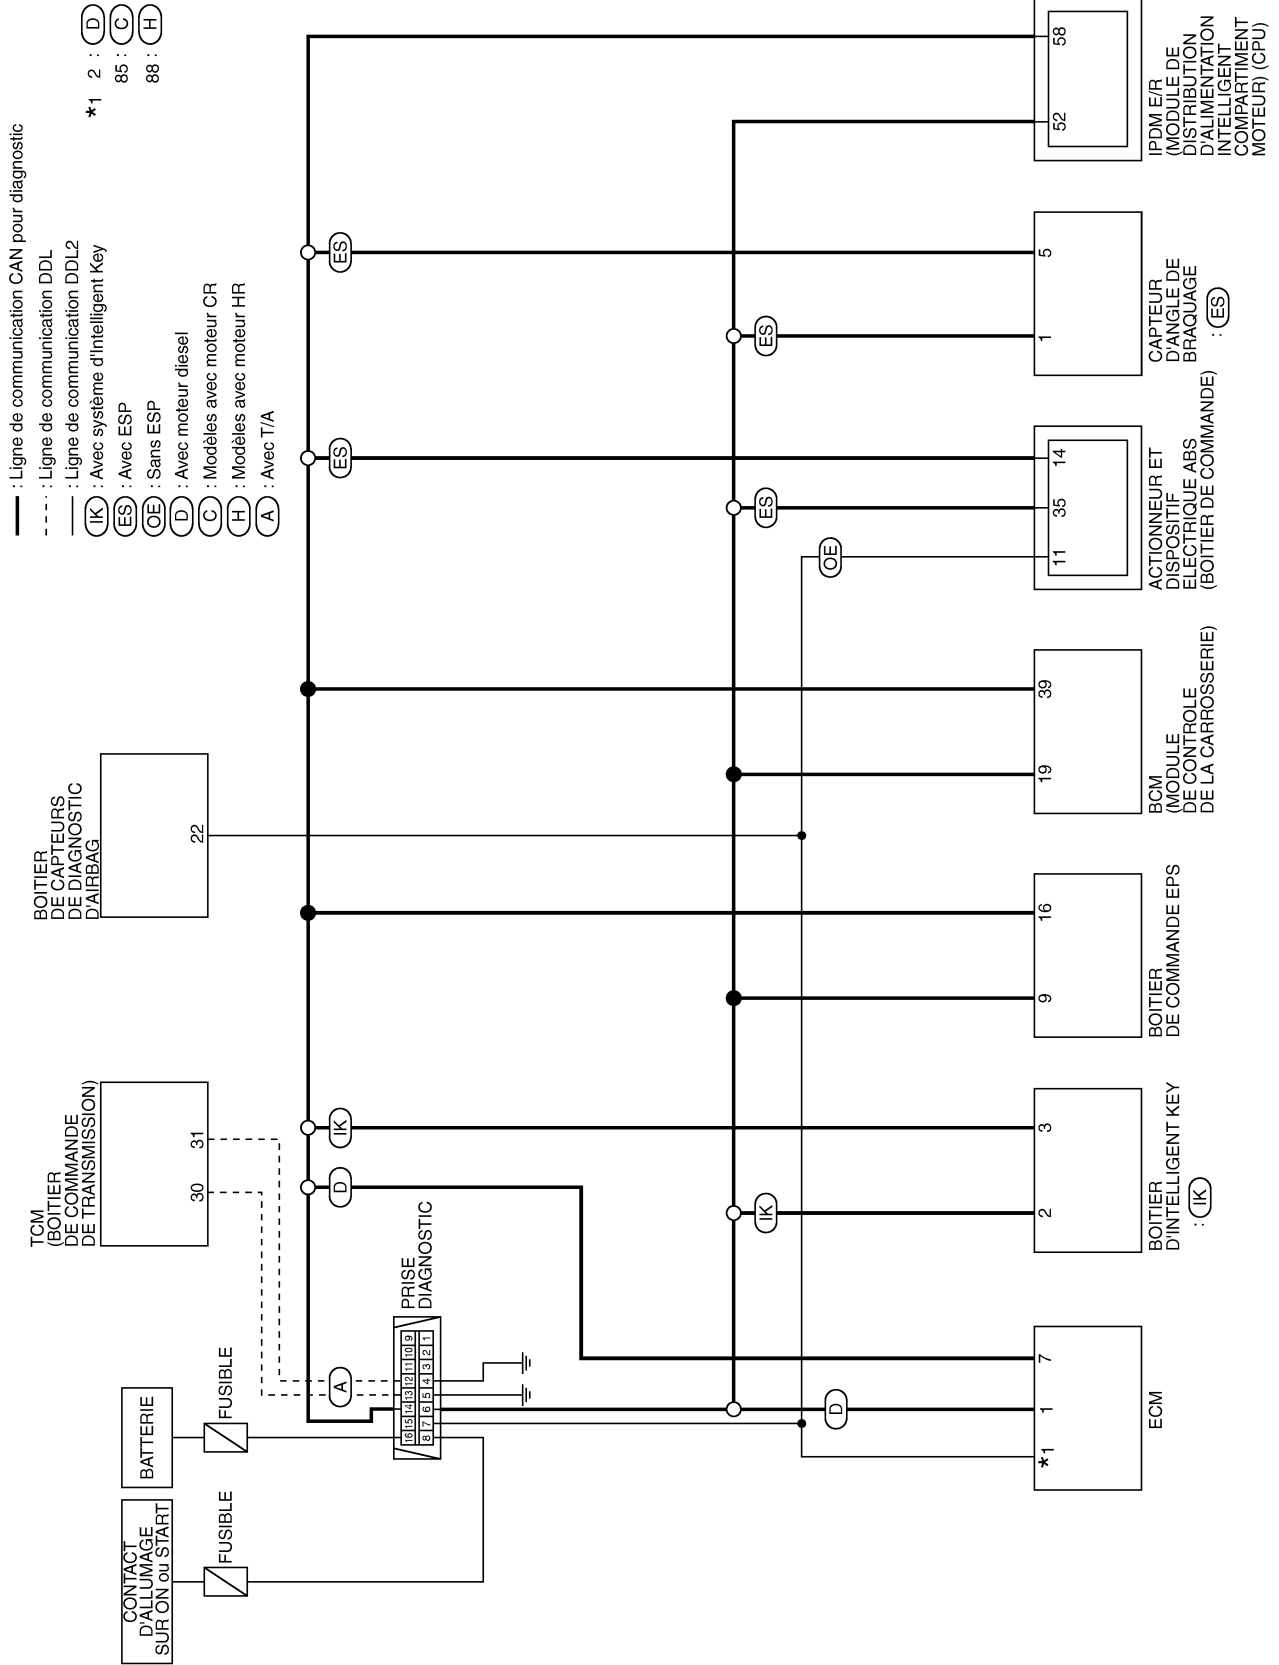 : Ligne de communication CAN pour diagnostic
: Ligne de communication DDL
: Ligne de communication DDL2
IK : Avec système d'Intelligent Key
ES : Avec ESP
OE : Sans ESP
D : Avec moteur diesel
C : Modèles avec moteur CR
H : Modèles avec moteur HR
A : Avec T/A
*1 2 : D
85 : C
88 : H
CONTACT
D'ALLUMAGE
SUR ON ou START
FUSIBLE
BATTERIE
FUSIBLE
TCM
(BOITIER
DE COMMANDE
DE TRANSMISSION)
30
31
BOITIER
DE CAPTEURS
DE DIAGNOSTIC
D'AIRBAG
22
A
D
IK
ES
ES
PRISE
DIAGNOSTIC
16 15 14 13 12 11 10 9
8 7 6 5 4 3 2 1
IK
ES
ES
D
OE
*1
1
7
ECM
2
3
BOITIER
D'INTELLIGENT KEY
: IK
9
16
BOITIER
DE COMMANDE EPS
19
39
BCM
(MODULE
DE CONTROLE
DE LA CARROSSERIE)
11
35
14
ACTIONNEUR ET
DISPOSITIF
ELECTRIQUE ABS
(BOITIER DE COMMANDE)
1
5
CAPTEUR
D'ANGLE DE
BRAQUAGE
: ES
52
58
IPDM E/R
(MODULE DE
DISTRIBUTION
D'ALIMENTATION
INTELLIGENT
COMPARTIMENT
MOTEUR) (CPU)